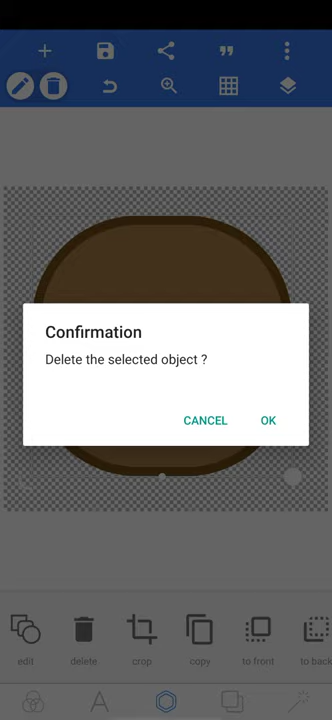 Confirmation
Delete the selected object ?
CANCEL OK
edit delete crop copy to front to back